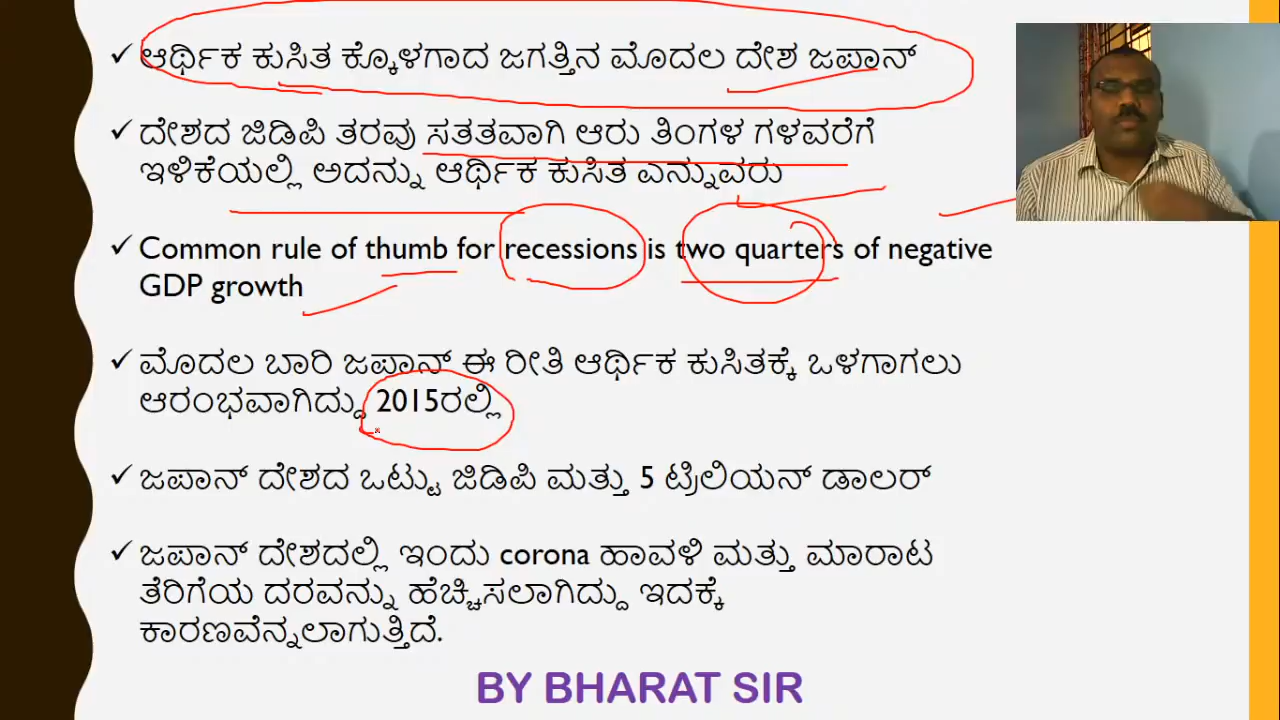 ಆರ್ಥಿಕ ಕುಸಿತ ಕ್ಕೊಳಗಾದ ಜಗತ್ತಿನ ಮೊದಲ ದೇಶ ಜಪಾನ್
ದೇಶದ ಜಿಡಿಪಿ ತರವು ಸತತವಾಗಿ ಆರು ತಿಂಗಳ ಗಳವರೆಗೆ
ಇಳಿಕೆಯಲ್ಲಿ ಅದನ್ನು ಆರ್ಥಿಕ ಕುಸಿತ ಎನ್ನುವರು
Common rule of thumb for recessions is two quarters of negative
GDP growth
ಮೊದಲ ಬಾರಿ ಜಪಾನ್ ಈ ರೀತಿ ಆರ್ಥಿಕ ಕುಸಿತಕ್ಕೆ ಒಳಗಾಗಲು
ಆರಂಭವಾಗಿದ್ದು 2015ರಲ್ಲಿ
ಜಪಾನ್ ದೇಶದ ಒಟ್ಟು ಜಿಡಿಪಿ ಮತ್ತು 5 ಟ್ರಿಲಿಯನ್ ಡಾಲರ್
ಜಪಾನ್ ದೇಶದಲ್ಲಿ ಇಂದು corona ಹಾವಳಿ ಮತ್ತು ಮಾರಾಟ
ತೆರಿಗೆಯ ದರವನ್ನು ಹೆಚ್ಚಿಸಲಾಗಿದ್ದು ಇದಕ್ಕೆ
ಕಾರಣವೆನ್ನಲಾಗುತ್ತಿದೆ.
BY BHARAT SIR